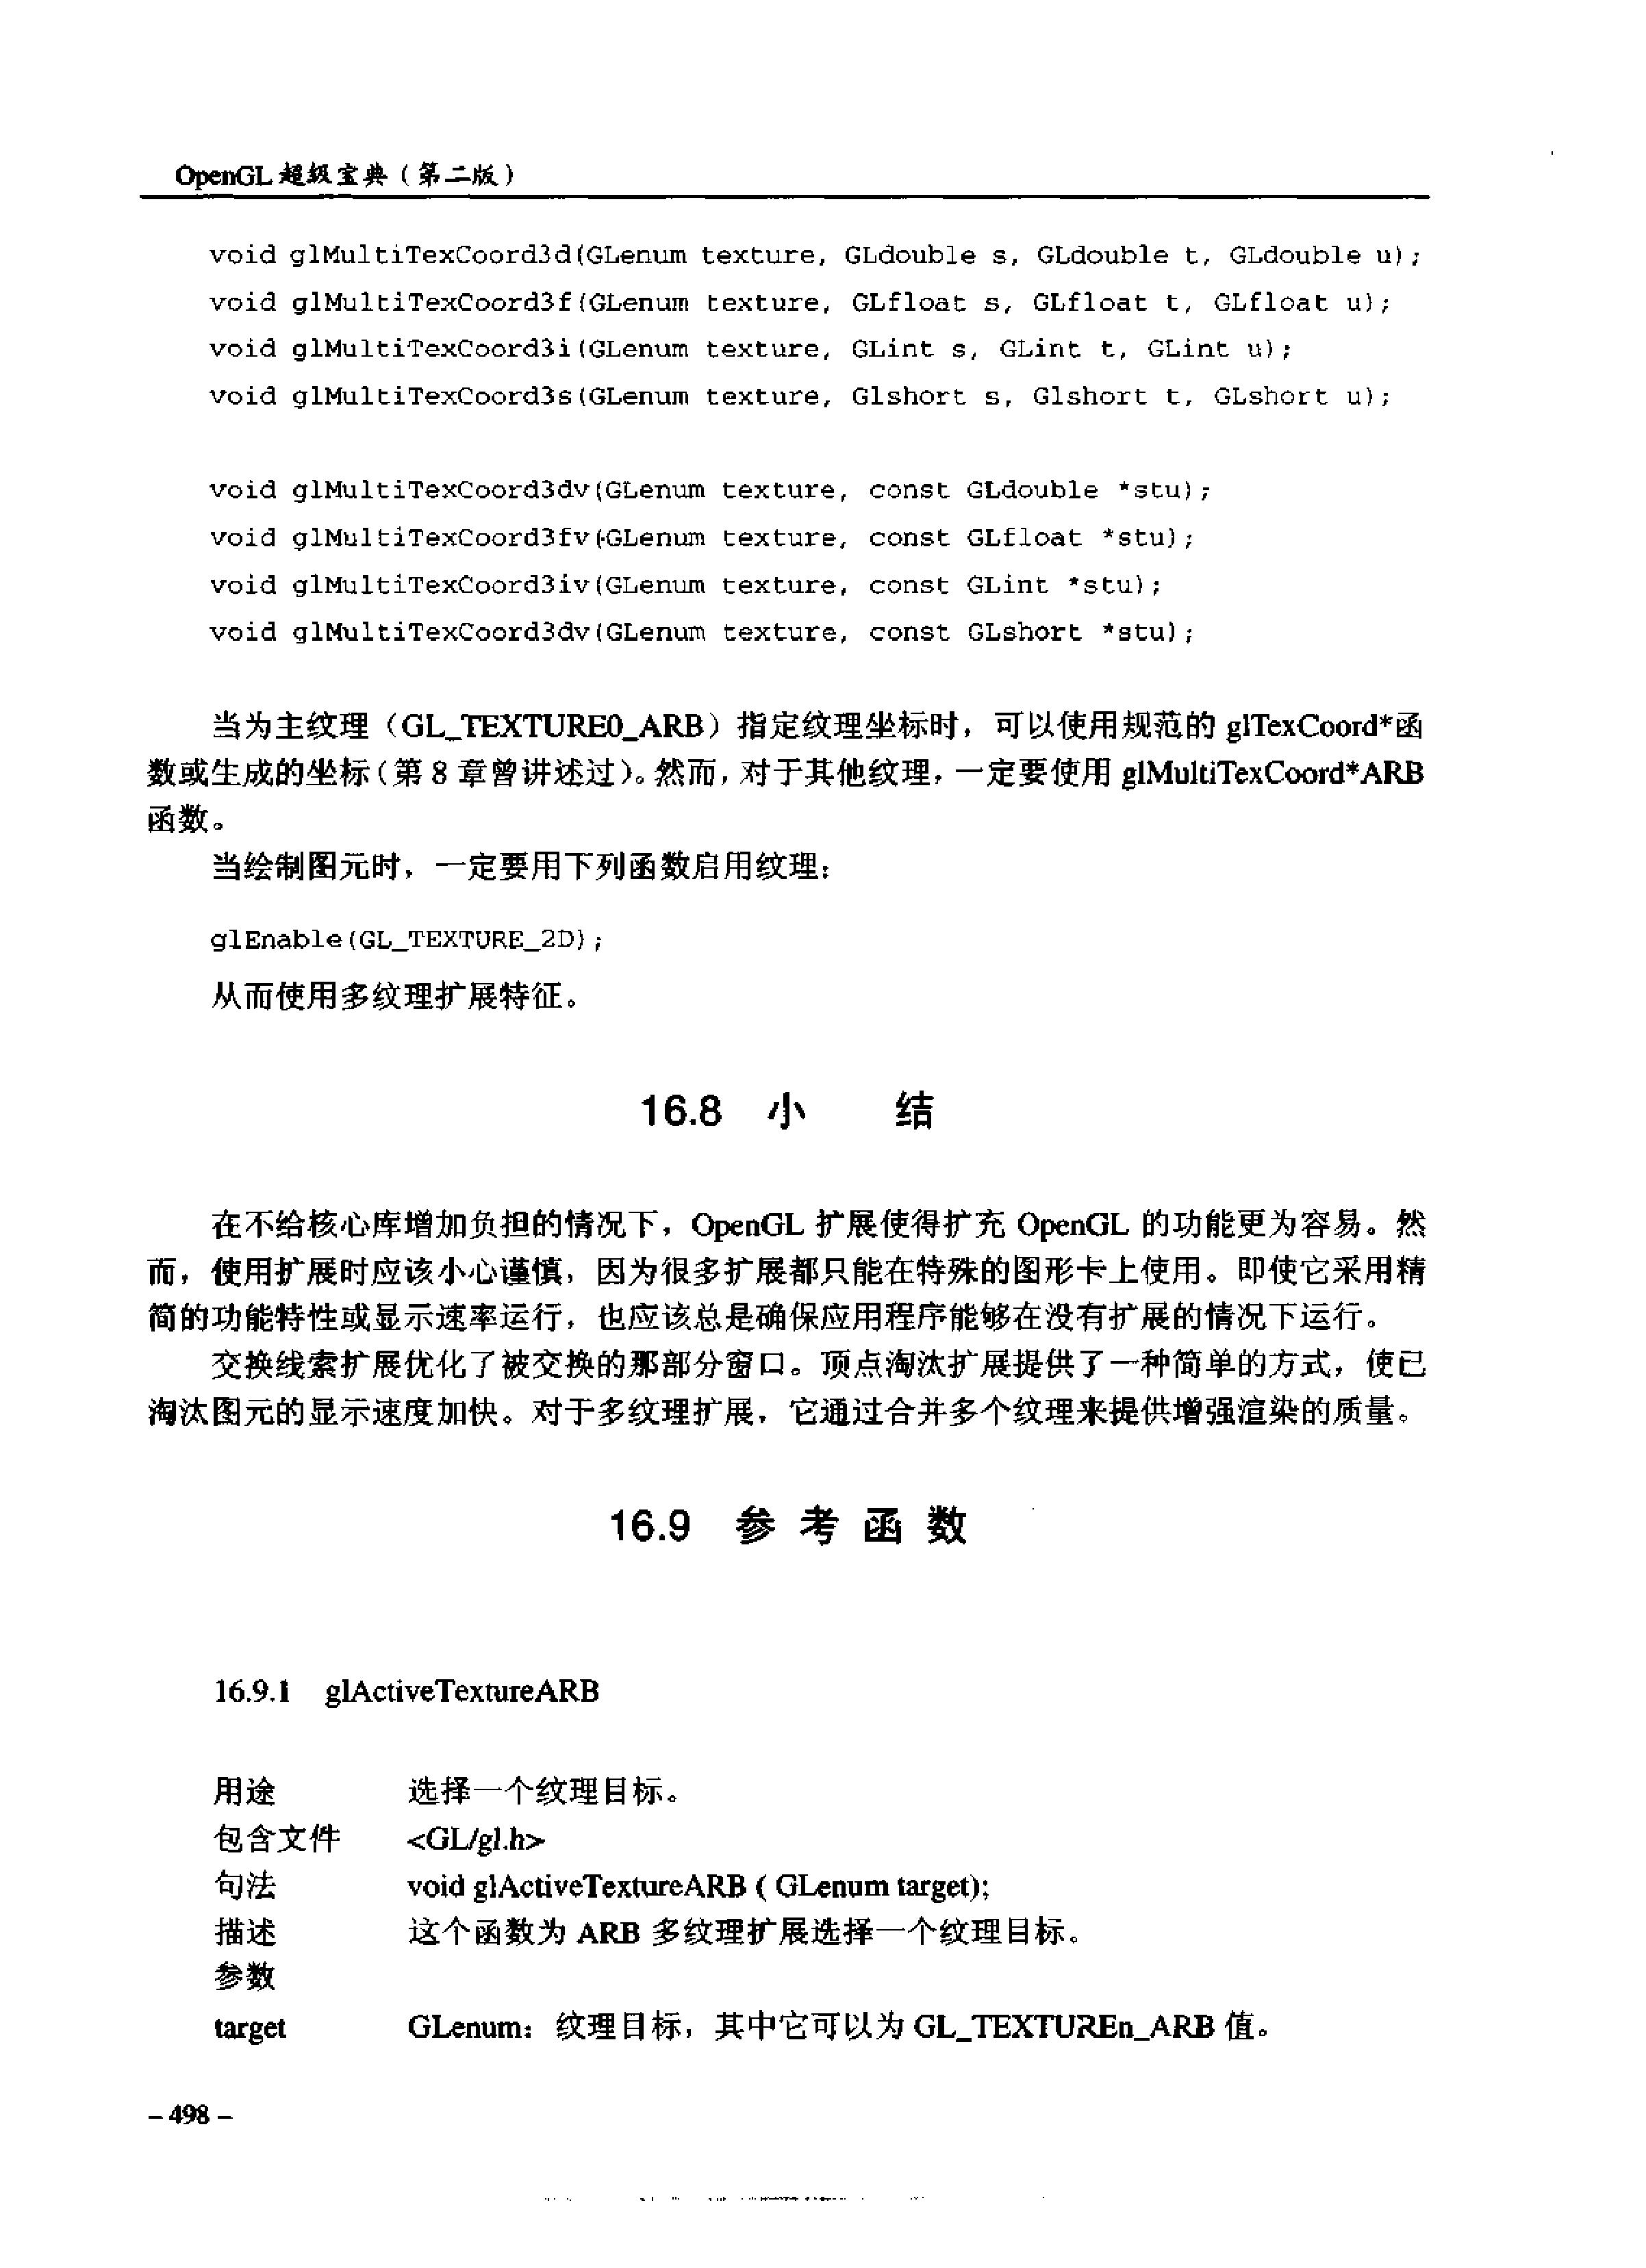 OpenGL 超级宝典（第二版）
void glMultiTexCoord3d(GLenum texture, GLdouble s, GLdouble t, GLdouble u);
void glMultiTexCoord3f(GLenum texture, GLfloat s, GLfloat t, GLfloat u);
void glMultiTexCoord3i(GLenum texture, GLint s, GLint t, GLint u);
void glMultiTexCoord3s(GLenum texture, Glshort s, Glshort t, GLshort u);
void glMultiTexCoord3dv(GLenum texture, const GLdouble *stu);
void glMultiTexCoord3fv(GLenum texture, const GLfloat *stu);
void glMultiTexCoord3iv(GLenum texture, const GLint *stu);
void glMultiTexCoord3dv(GLenum texture, const GLshort *stu);
当为主纹理（GL_TEXTURE0_ARB）指定纹理坐标时，可以使用规范的 glTexCoord*函
数或生成的坐标（第 8 章曾讲述过）。然而，对于其他纹理，一定要使用 glMultiTexCoord*ARB
函数。
当绘制图元时，一定要用下列函数启用纹理：
glEnable(GL_TEXTURE_2D);
从而使用多纹理扩展特征。
16.8 小 结
在不给核心库增加负担的情况下，OpenGL 扩展使得扩充 OpenGL 的功能更为容易。然
而，使用扩展时应该小心谨慎，因为很多扩展都只能在特殊的图形卡上使用。即使它采用精
简的功能特性或显示速率运行，也应该总是确保应用程序能够在没有扩展的情况下运行。
交换线索扩展优化了被交换的那部分窗口。顶点淘汰扩展提供了一种简单的方式，使已
淘汰图元的显示速度加快。对于多纹理扩展，它通过合并多个纹理来提供增强渲染的质量。
16.9 参 考 函 数
16.9.1 glActiveTextureARB
用途 选择一个纹理目标。
包含文件 <GL/gl.h>
句法 void glActiveTextureARB ( GLenum target);
描述 这个函数为 ARB 多纹理扩展选择一个纹理目标。
参数
target GLenum：纹理目标，其中它可以为 GL_TEXTUREn_ARB 值。
– 498 –